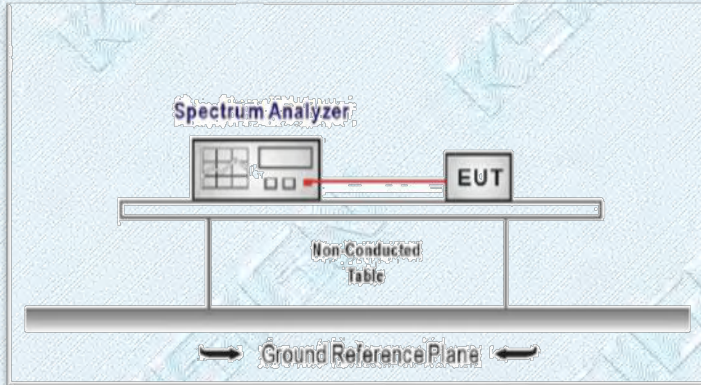 Spectrum Analyzer
EUT
Non-Conducted
Table
Ground Reference Plane